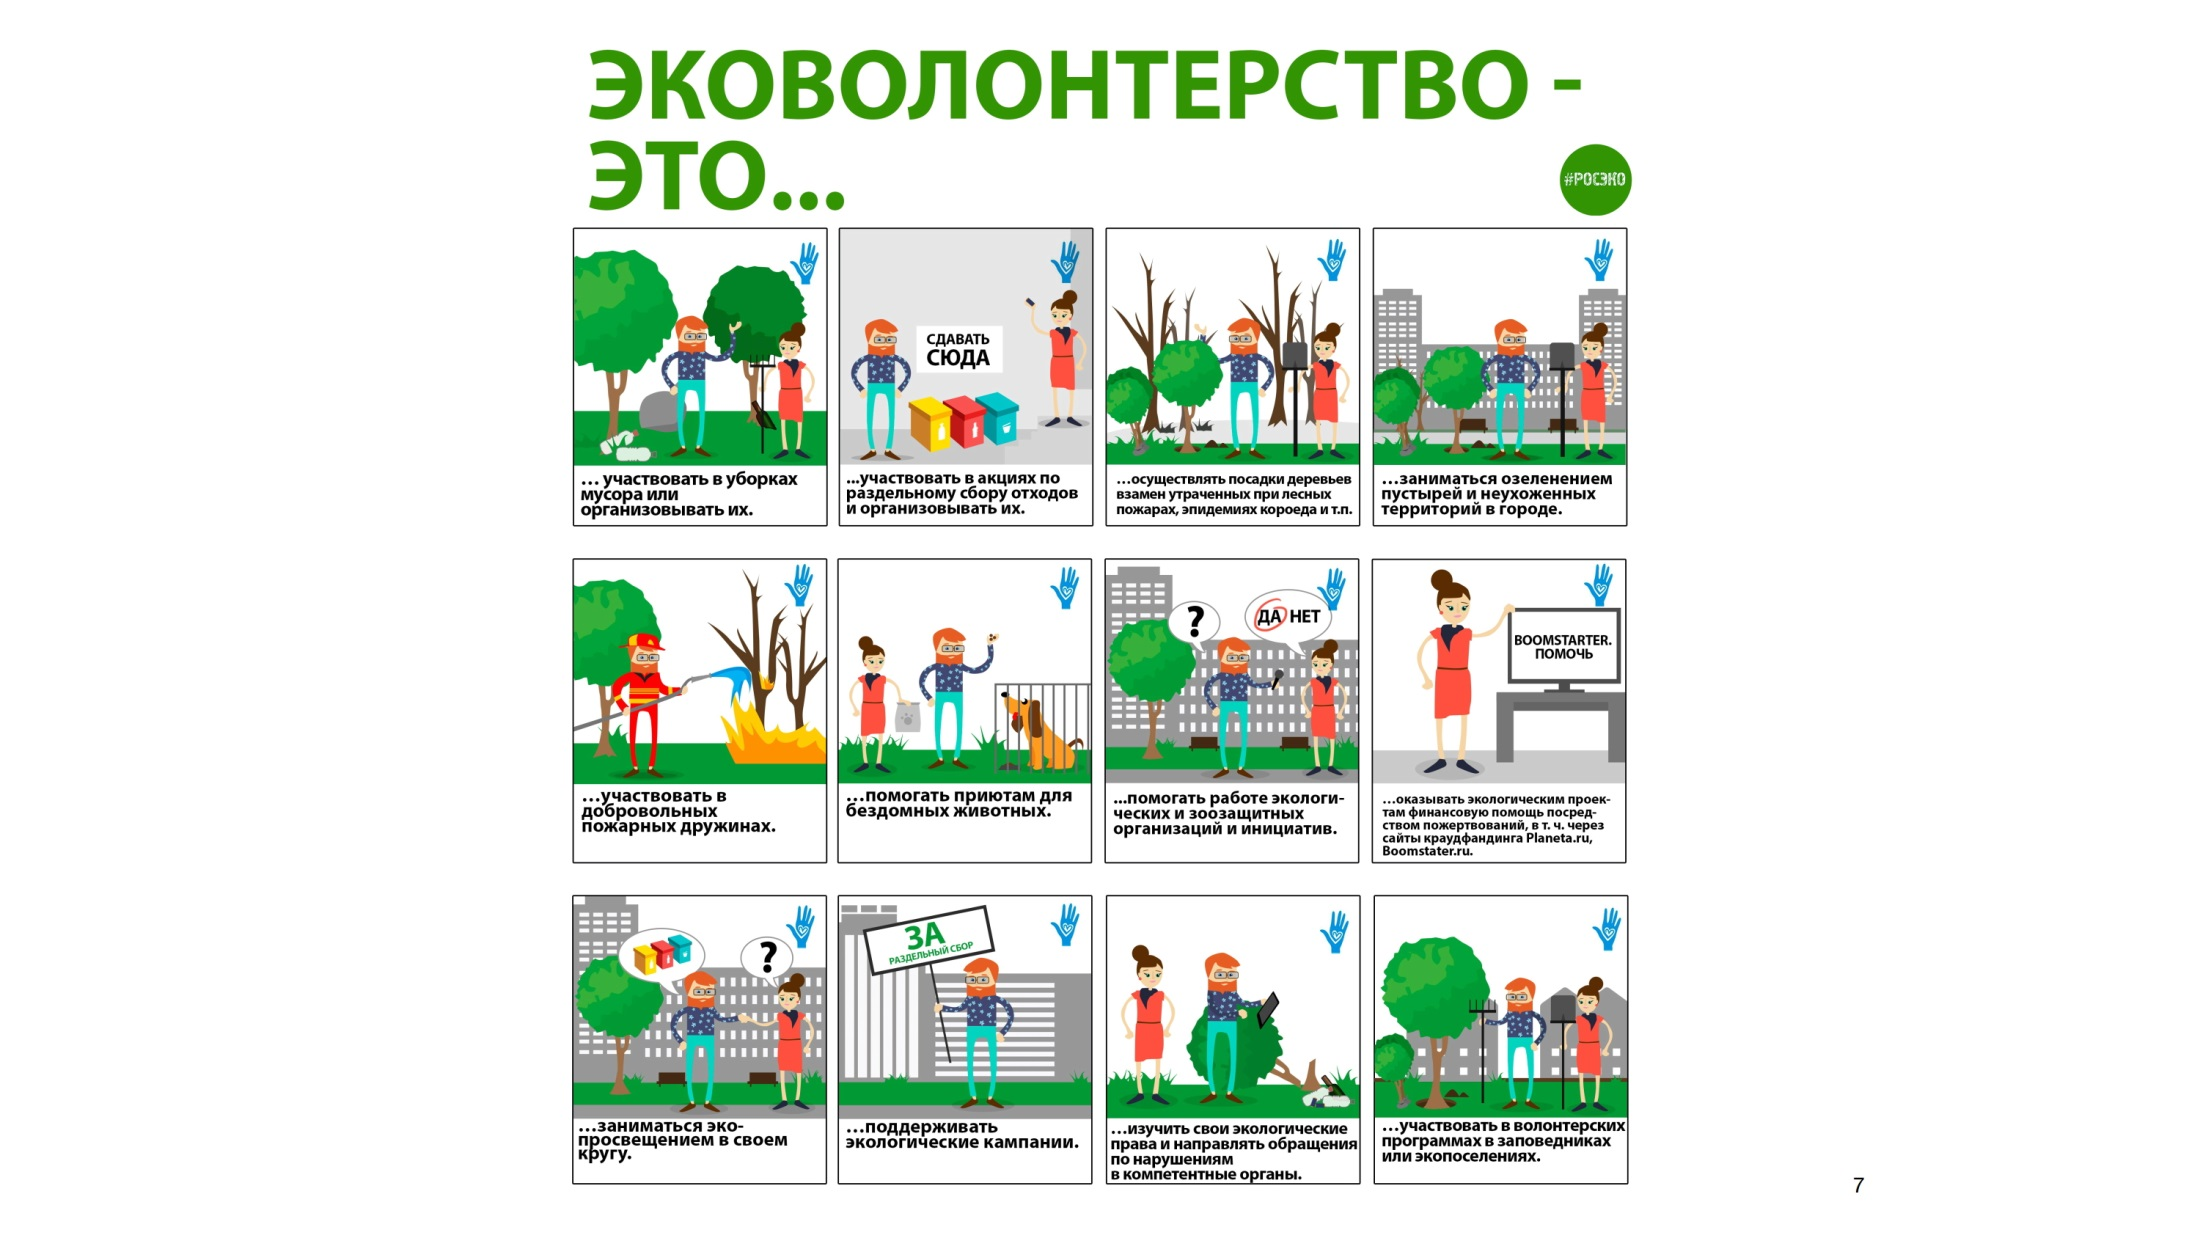 ЭКОВОЛОНТЕРСТВО -
ЭТО...
#РОСЭКО
... участвовать в уборках
мусора или
организовывать их.
СДАВАТЬ
СЮДА
...участвовать в акциях по
раздельному сбору отходов
и организовывать их.
...осуществлять посадки деревьев
взамен утраченных при лесных
пожарах, эпидемиях короеда и т.п.
...заниматься озеленением
пустырей и неухоженных
территорий в городе.
...участвовать в
добровольных
пожарных дружинах.
...помогать приютам для
бездомных животных.
?
ДА НЕТ
...помогать работе экологи-
ческих и зоозащитных
организаций и инициатив.
BOOMSTARTER.
ПОМОЧЬ
...оказывать экологическим проек-
там финансовую помощь посред-
ством пожертвований, в т. ч. через
сайты краудфандинга Planeta.ru,
Boomstater.ru.
?
...заниматься эко-
просвещением в своем
кругу.
ЗА
РАЗДЕЛЬНЫЙ СБОР
...поддерживать
экологические кампании.
...изучить свои экологические
права и направлять обращения
по нарушениям
в компетентные органы.
...участвовать в волонтерских
программах в заповедниках
или экопоселениях.
7